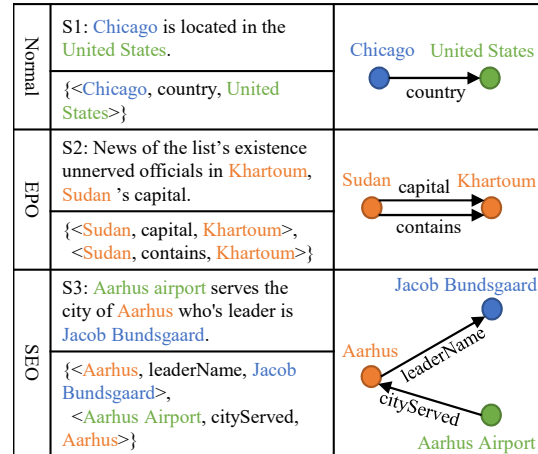 Normal
S1: Chicago is located in the
United States.
{<Chicago, country, United
States>}
Chicago
United States
country
EPO
S2: News of the list's existence
unnerved officials in Khartoum,
Sudan 's capital.
{<Sudan, capital, Khartoum>,
<Sudan, contains, Khartoum>}
Sudan
capital
Khartoum
contains
SEO
S3: Aarhus airport serves the
city of Aarhus who's leader is
Jacob Bundsgaard.
{<Aarhus, leaderName, Jacob
Bundsgaard>,
<Aarhus Airport, cityServed,
Aarhus>}
Jacob Bundsgaard
Aarhus
leaderName
cityServed
Aarhus Airport